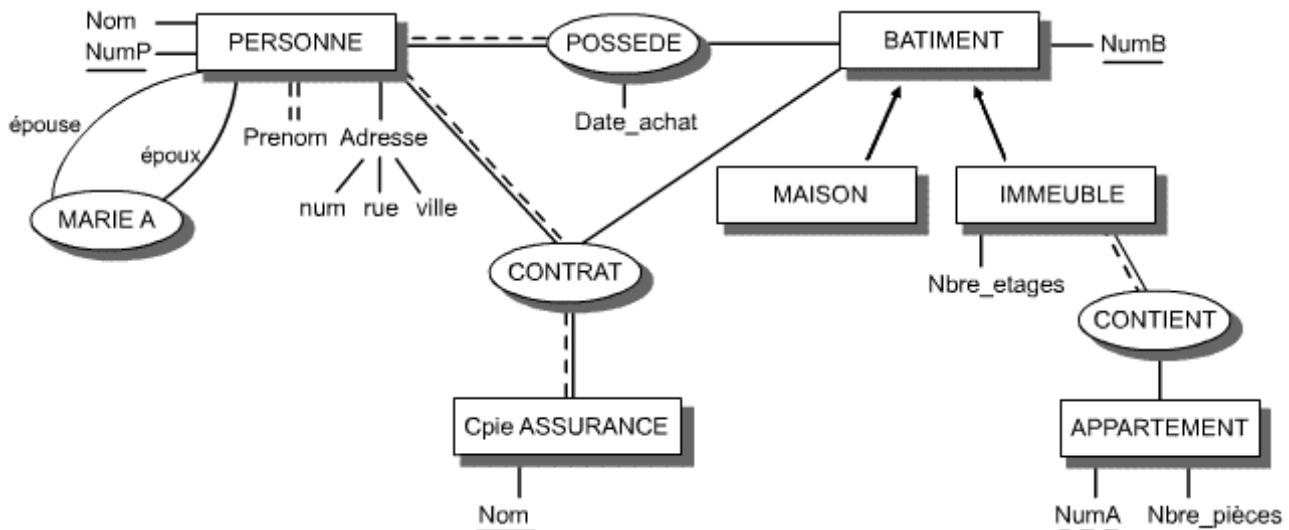 Nom
PERSONNE
POSSEDE
BATIMENT
NumB
NumP
Date_achat
épouse
époux
Prenom Adresse
MAISON
IMMEUBLE
num rue ville
MARIE A
CONTRAT
Nbre_etages
CONTIENT
Cpie ASSURANCE
APPARTEMENT
Nom
NumA
Nbre_pièces